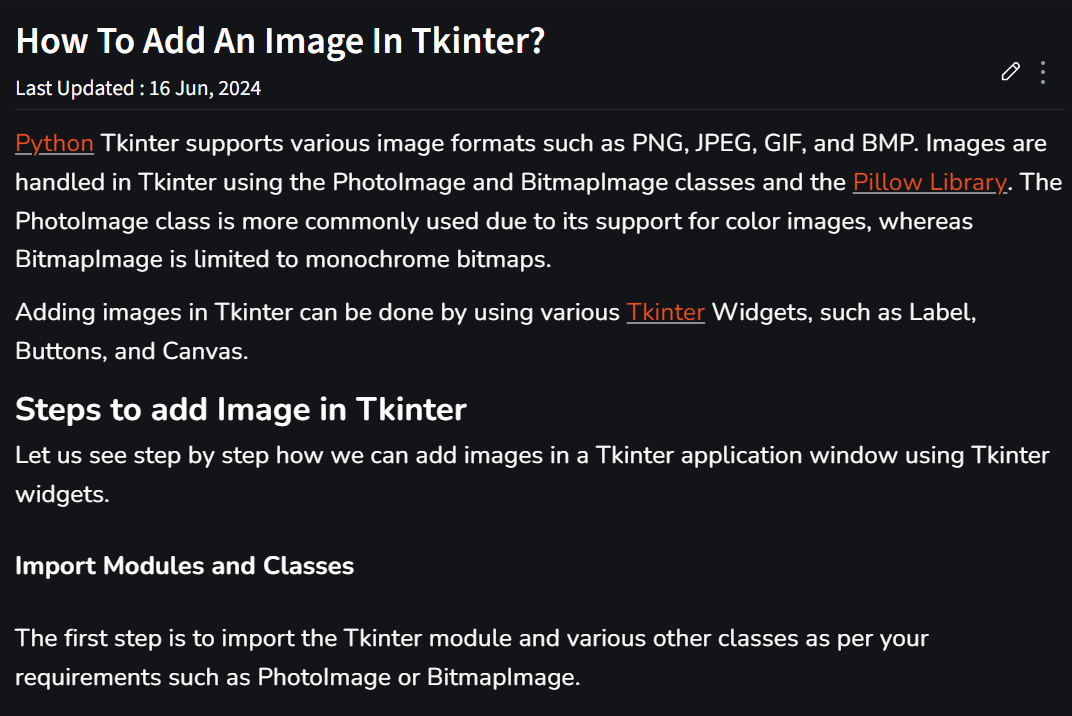 How To Add An Image In Tkinter?
Last Updated : 16 Jun, 2024
Python Tkinter supports various image formats such as PNG, JPEG, GIF, and BMP. Images are
handled in Tkinter using the PhotoImage and BitmapImage classes and the Pillow Library. The
PhotoImage class is more commonly used due to its support for color images, whereas
BitmapImage is limited to monochrome bitmaps.
Adding images in Tkinter can be done by using various Tkinter Widgets, such as Label,
Buttons, and Canvas.
Steps to add Image in Tkinter
Let us see step by step how we can add images in a Tkinter application window using Tkinter
widgets.
Import Modules and Classes
The first step is to import the Tkinter module and various other classes as per your
requirements such as PhotoImage or BitmapImage.